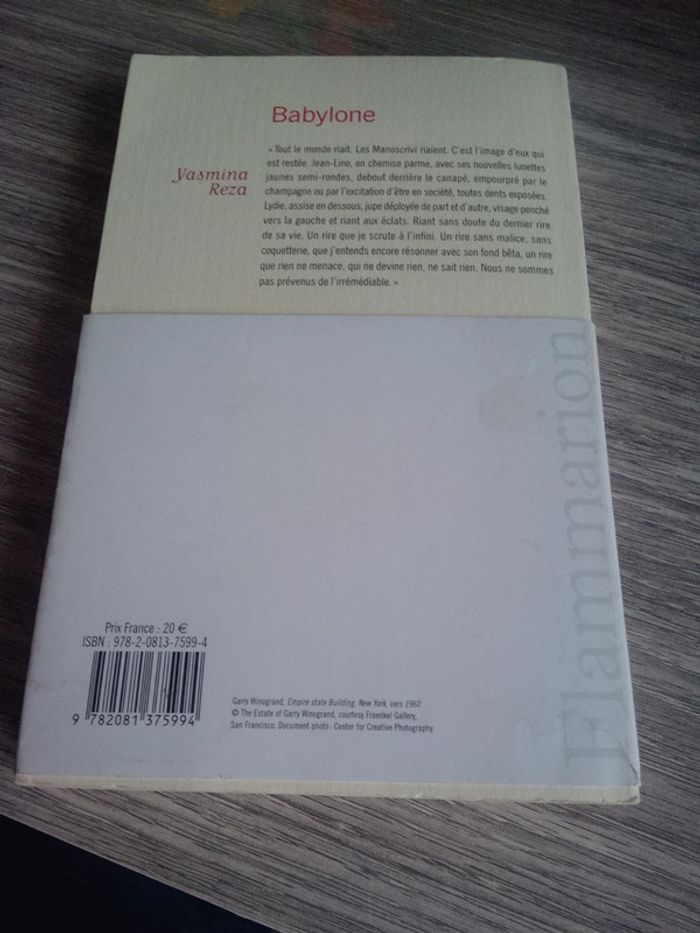 Babylone
Yasmina
Reza
« Tout le monde riait. Les Manoscrivi riaient. C'est l'image d'eux qui
est restée. Jean-Lino, en chemise parme, avec ses nouvelles lunettes
jaunes semi-rondes, debout derrière le canapé, empourpré par le
champagne ou par l'excitation d'être en société, toutes dents exposées.
Lydie, assise en dessous, jupe déployée de part et d'autre, visage penché
vers la gauche et riant aux éclats. Riant sans doute du dernier rire
de sa vie. Un rire que je scrute à l'infini. Un rire sans malice, sans
coquetterie, que j'entends encore résonner avec son fond bêta, un rire
que rien ne menace, qui ne devine rien, ne sait rien. Nous ne sommes
pas prévenus de l'irrémédiable. »
Flammarion
Prix France : 20 €
ISBN : 978-2-0813-7599-4
9 782081 375994
Garry Winogrand, Empire state Building. New York, vers 1960
© The Estate of Garry Winogrand, courtesy Fraenkel Gallery,
San Francisco, Document photo : Center for Creative Photography